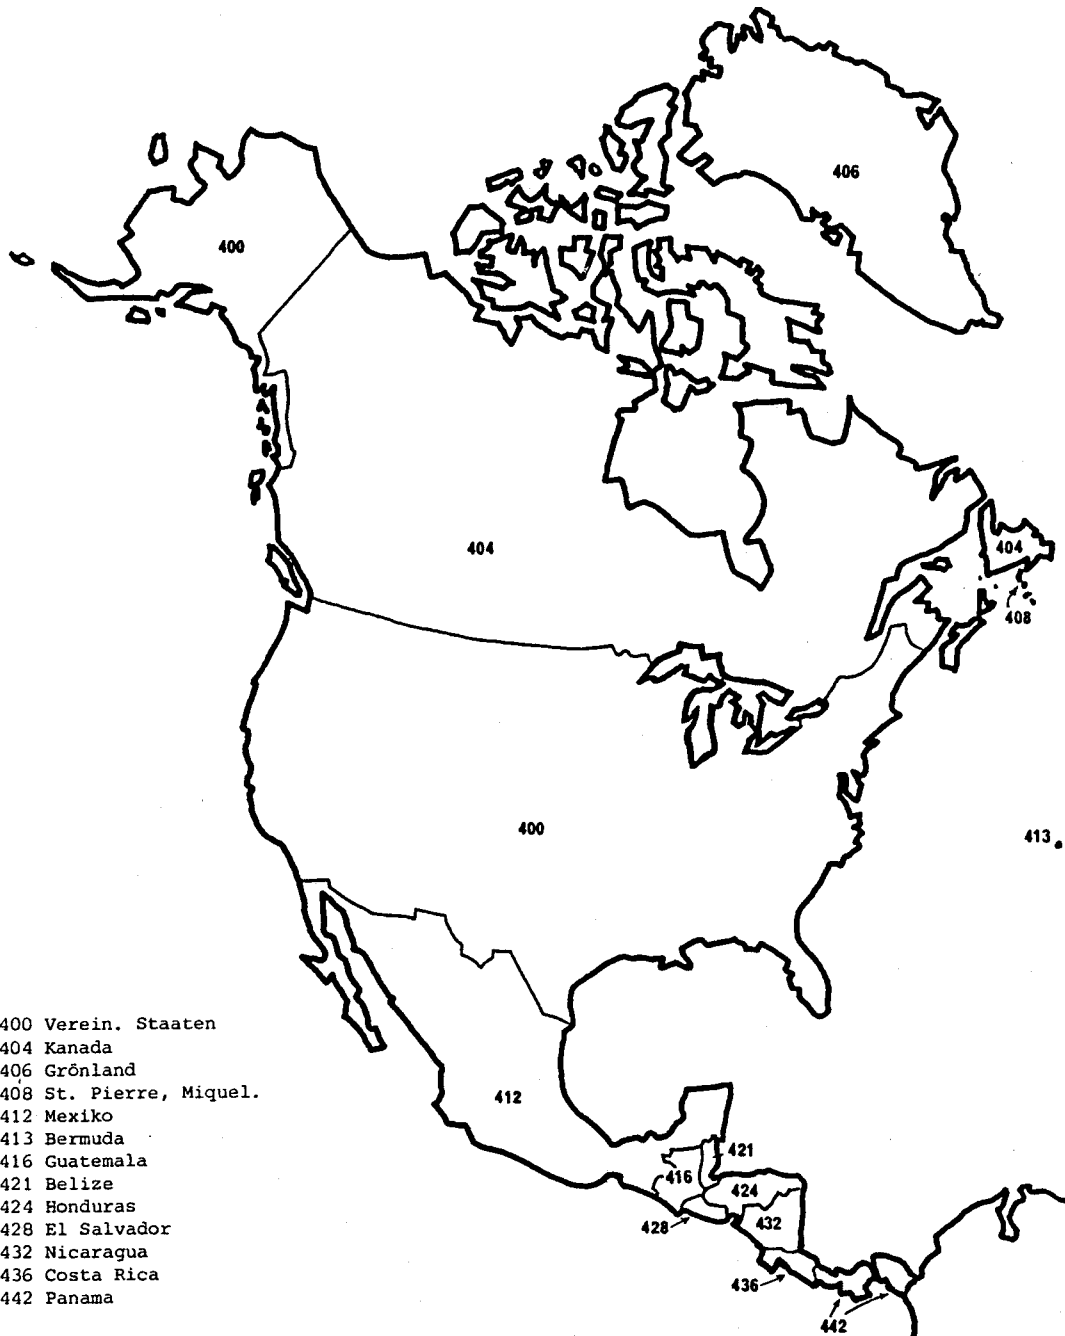 406
400
404
404
408
400
413
400 Verein. Staaten
404 Kanada
406 Grönland
408 St. Pierre, Miquel.
412 Mexiko
413 Bermuda
416 Guatemala
421 Belize
424 Honduras
428 El Salvador
432 Nicaragua
436 Costa Rica
442 Panama
412
421
416
424
428
432
436
442